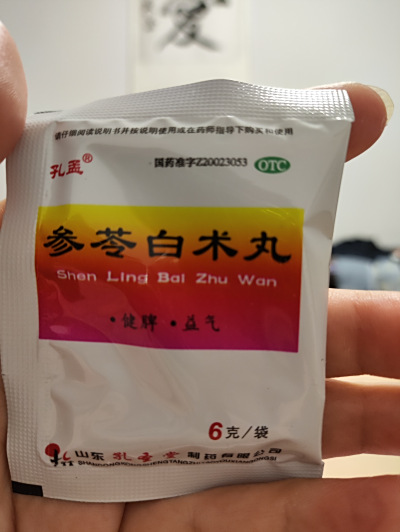 愛
请仔细阅读说明书并按说明使用或在药师指导下购买和使用
孔孟®
国药准字Z20023053 OTC
参苓白术丸
Shen Ling Bai Zhu Wan
·健脾 ·益气
6克/袋
山东 孔圣堂 制药有限公司
SHANDONGKONGSHENGTANGZHIYAOYOUXIANGONGSI